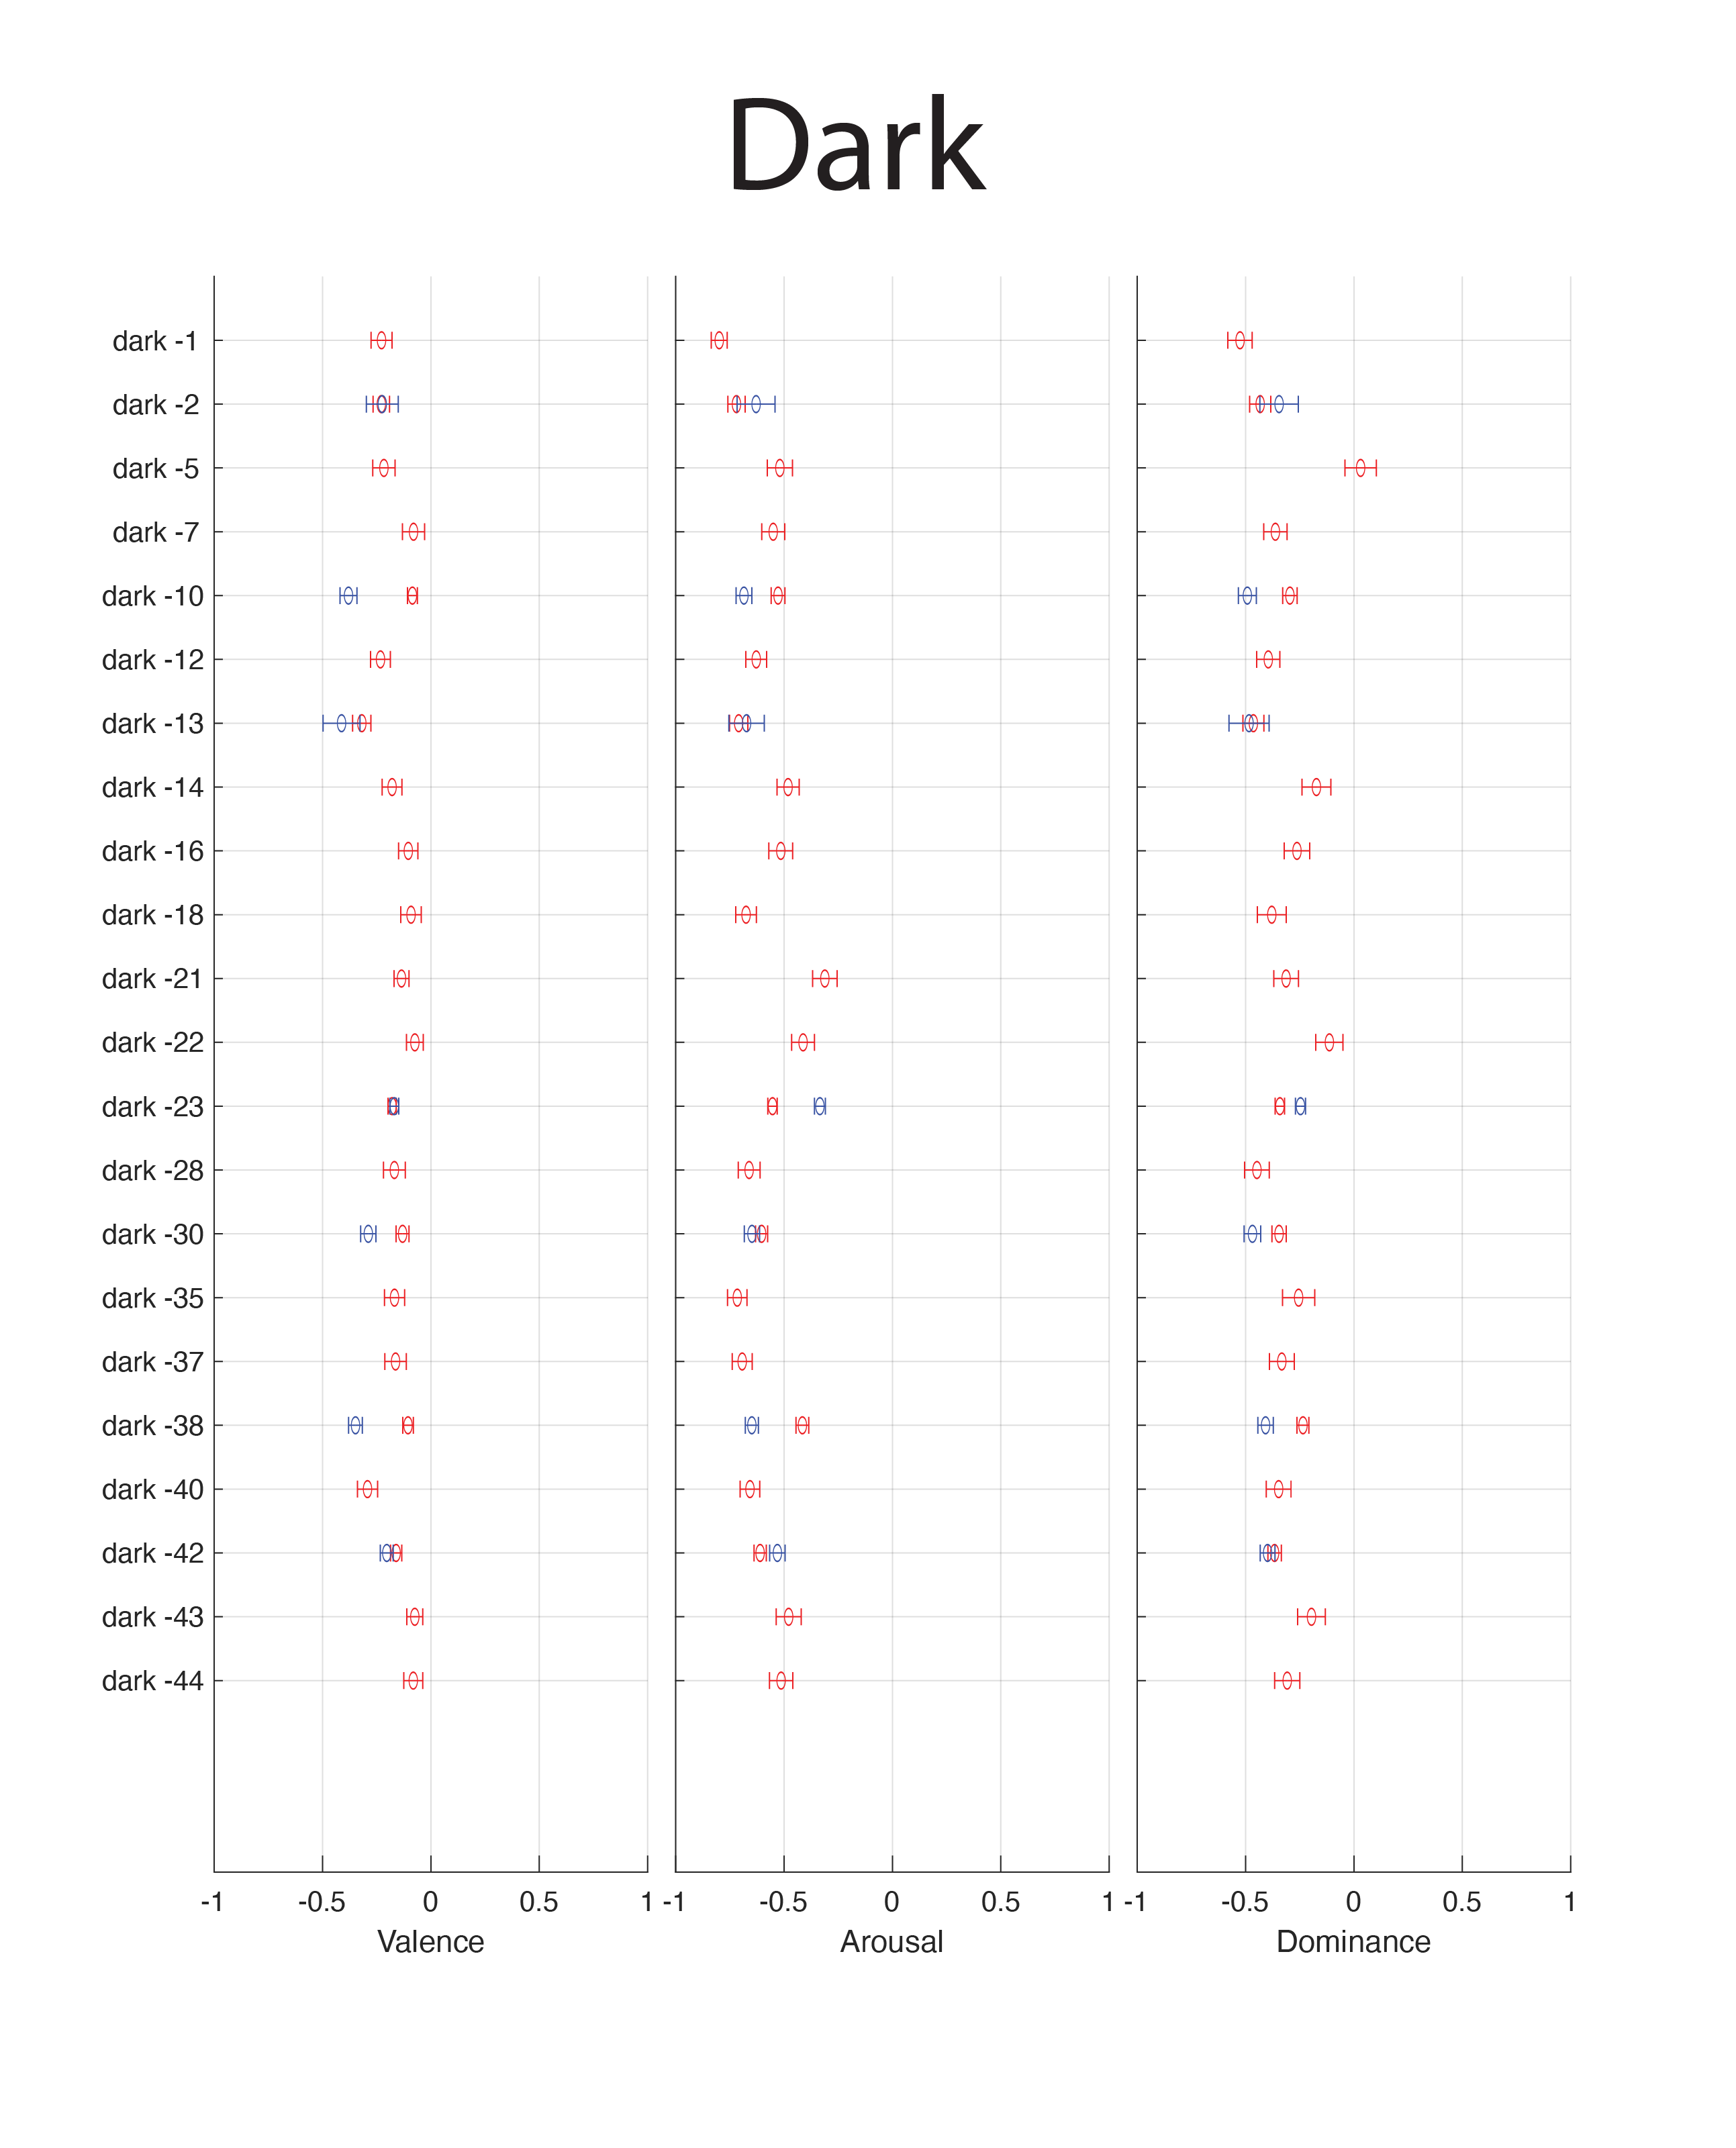 Dark
dark -1
dark -2
dark -5
dark -7
dark -10
dark -12
dark -13
dark -14
dark -16
dark -18
dark -21
dark -22
dark -23
dark -28
dark -30
dark -35
dark -37
dark -38
dark -40
dark -42
dark -43
dark -44
-1 -0.5 0 0.5 1 -1 -0.5 0 0.5 1 -1 -0.5 0 0.5 1
Valence Arousal Dominance